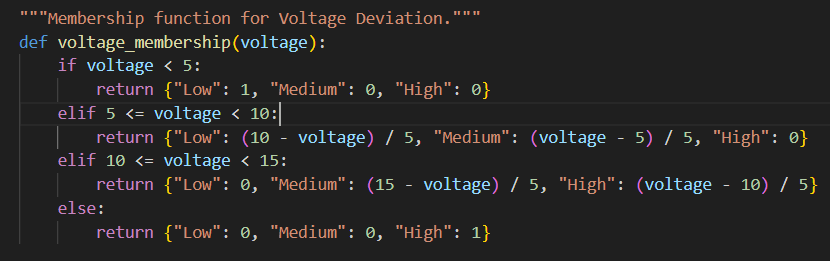 """Membership function for Voltage Deviation."""
def voltage_membership(voltage):
    if voltage < 5:
        return {"Low": 1, "Medium": 0, "High": 0}
    elif 5 <= voltage < 10:
        return {"Low": (10 - voltage) / 5, "Medium": (voltage - 5) / 5, "High": 0}
    elif 10 <= voltage < 15:
        return {"Low": 0, "Medium": (15 - voltage) / 5, "High": (voltage - 10) / 5}
    else:
        return {"Low": 0, "Medium": 0, "High": 1}